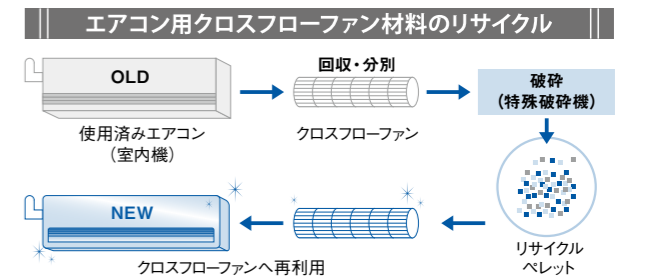 エアコン用クロスフローファン材料のリサイクル
OLD
使用済みエアコン
（室内機）
回収・分別
クロスフローファン
破砕
（特殊破砕機）
リサイクル
ペレット
NEW
クロスフローファンへ再利用